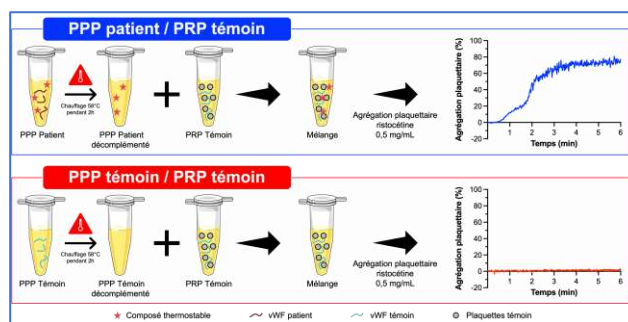 PPP patient / PRP témoin
Chauffage 58°C
pendant 2h
PPP Patient
PPP Patient
décomplémenté
PRP Témoin
Mélange
Agrégation plaquettaire
ristocétine
0,5 mg/mL
Agrégation plaquettaire (%)
100
80
60
40
20
0
-20
1 2 3 4 5 6
Temps (min)
PPP témoin / PRP témoin
Chauffage 58°C
pendant 2h
PPP Témoin
PPP Témoin
décomplémenté
PRP Témoin
Mélange
Agrégation plaquettaire
ristocétine
0,5 mg/mL
Agrégation plaquettaire (%)
100
80
60
40
20
0
-20
1 2 3 4 5 6
Temps (min)
Composé thermostable vWF patient vWF témoin Plaquettes témoin